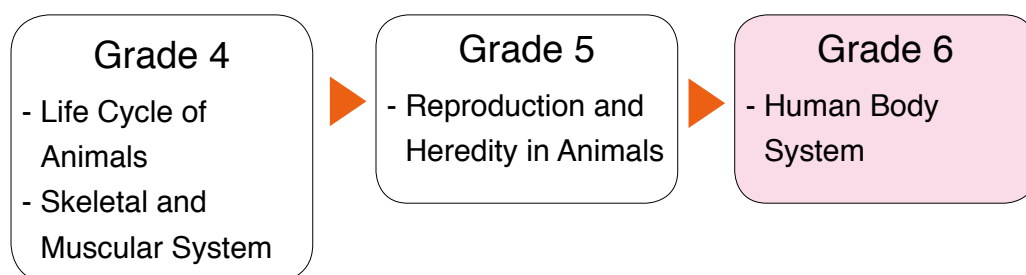 Grade 4
- Life Cycle of
Animals
- Skeletal and
Muscular System
Grade 5
- Reproduction and
Heredity in Animals
Grade 6
- Human Body
System